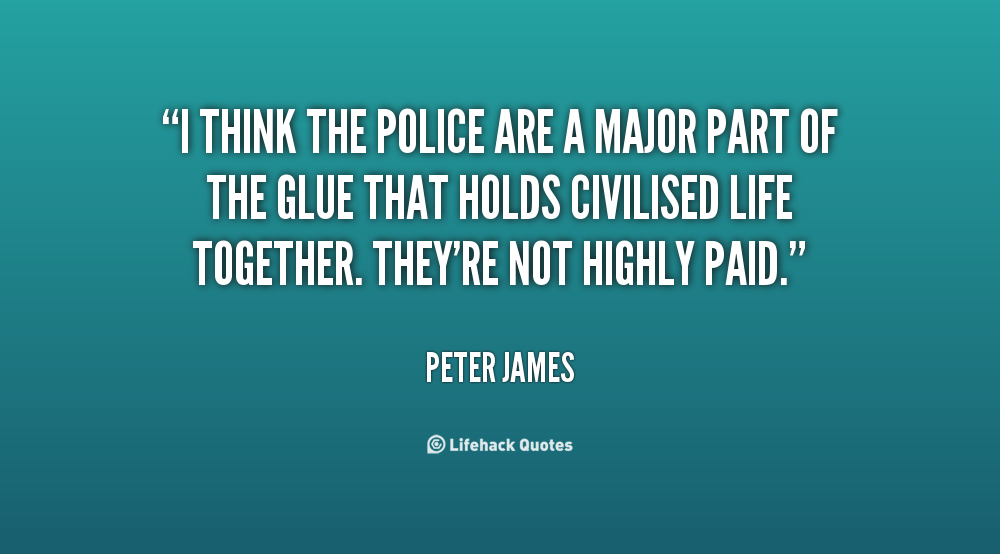 “I THINK THE POLICE ARE A MAJOR PART OF
THE GLUE THAT HOLDS CIVILISED LIFE
TOGETHER. THEY’RE NOT HIGHLY PAID.”
PETER JAMES
Lifehack Quotes